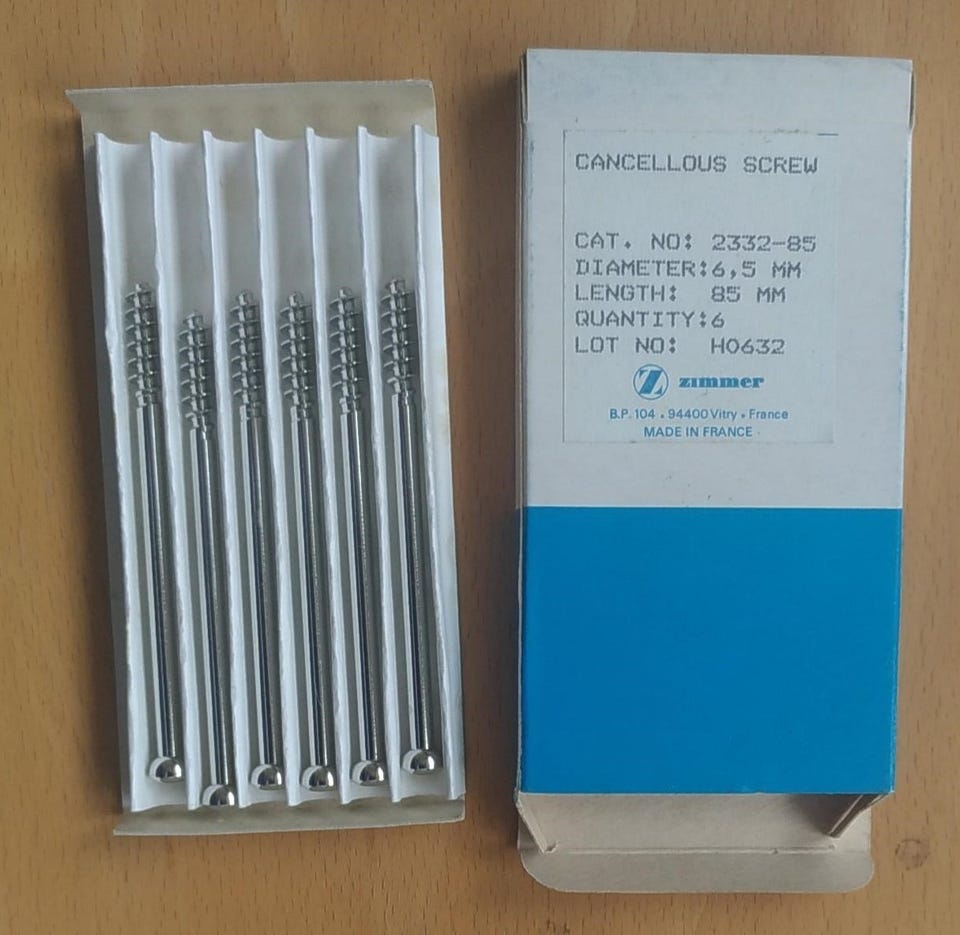 CANCELLOUS SCREW
CAT. NO: 2332-85
DIAMETER:6,5 MM
LENGTH: 85 MM
QUANTITY:6
LOT NO: H0632
Z zimmer
B.P. 104 . 94400 Vitry . France
MADE IN FRANCE